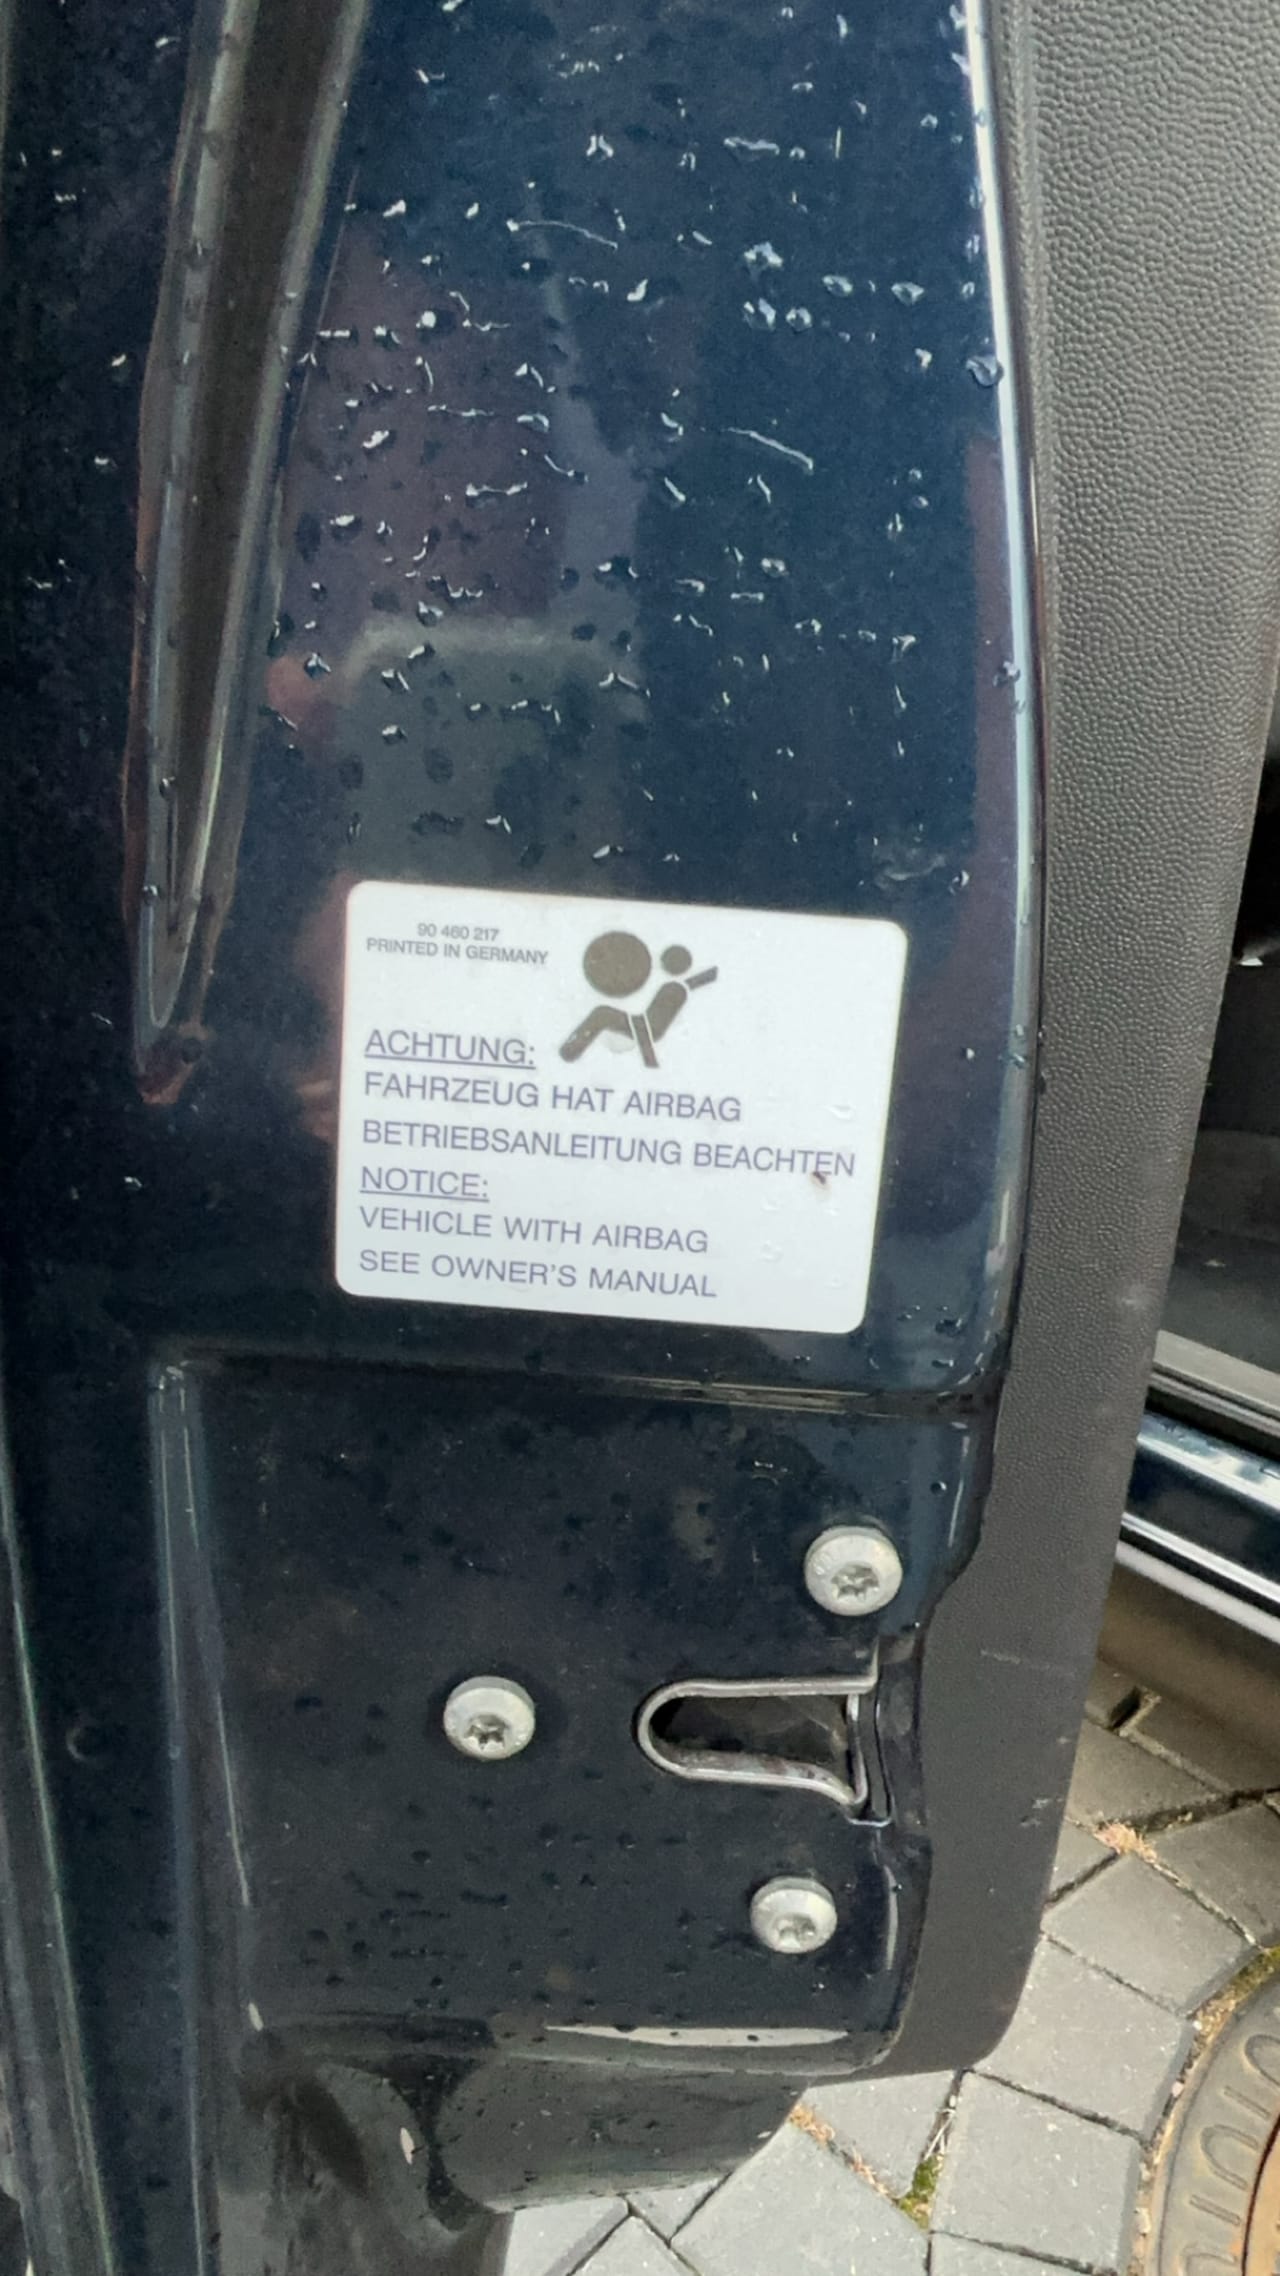 90 460 217
PRINTED IN GERMANY
ACHTUNG:
FAHRZEUG HAT AIRBAG
BETRIEBSANLEITUNG BEACHTEN
NOTICE:
VEHICLE WITH AIRBAG
SEE OWNER'S MANUAL